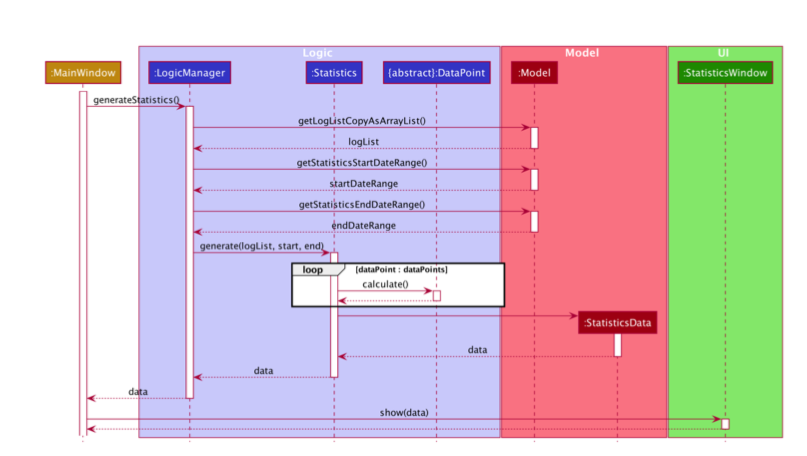 Logic
Model
UI
:MainWindow
:LogicManager
:Statistics
{abstract}:DataPoint
:Model
:StatisticsWindow
generateStatistics()
getLogListCopyAsArrayList()
logList
getStatisticsStartDateRange()
startDateRange
getStatisticsEndDateRange()
endDateRange
generate(logList, start, end)
loop
[dataPoint : dataPoints]
calculate()
:StatisticsData
data
data
data
show(data)